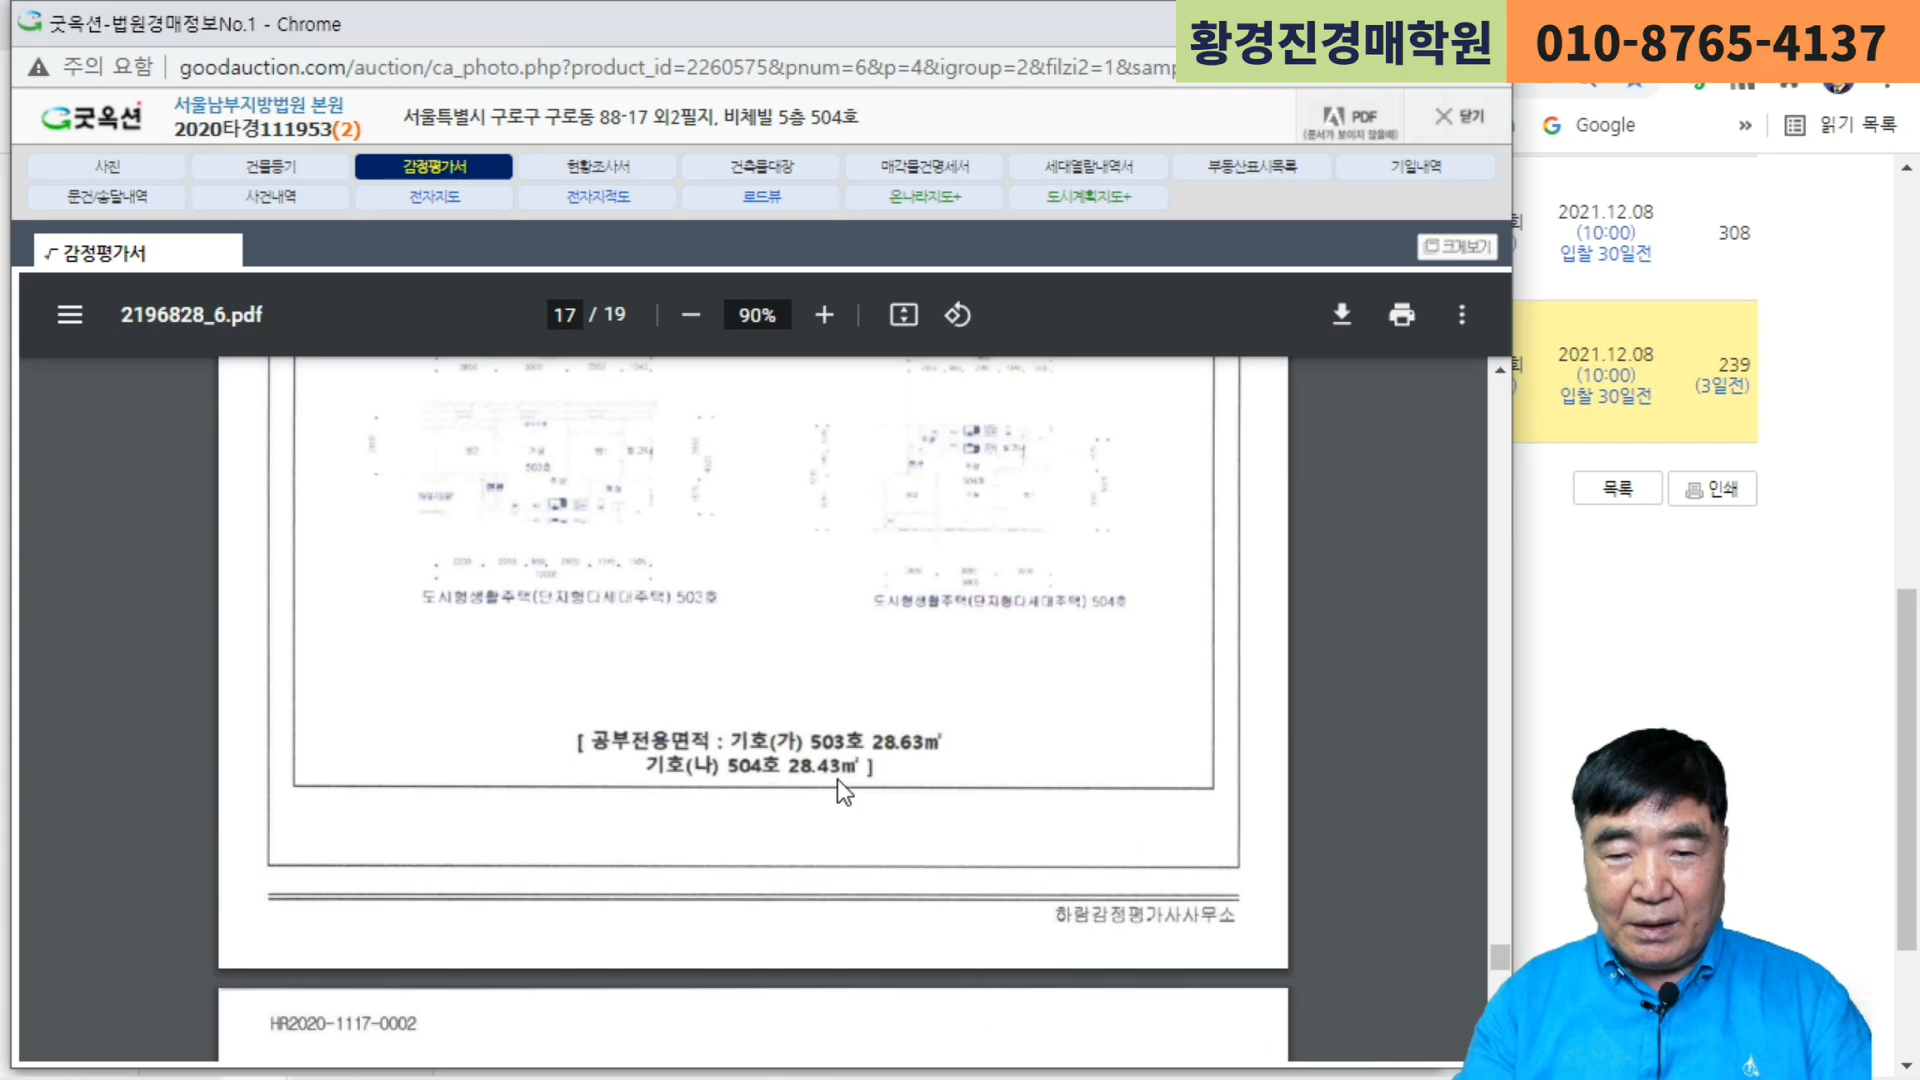 굿옥션-법원경매정보No.1 - Chrome
황경진경매학원 010-8765-4137
주의 요함 goodauction.com/auction/ca_photo.php?product_id=2260575&pnum=6&p=4&igroup=2&filzi2=1&samp
굿옥션
서울남부지방법원 본원
2020타경111953(2)
서울특별시 구로구 구로동 88-17 외2필지, 비체빌 5층 504호
PDF
(문서가 보이지 않을때)
닫기
Google » 읽기 목록
사진 건물등기 감정평가서 현황조사서 건축물대장 매각물건명세서 세대열람내역서 부동산표시목록 기일내역
문건/송달내역 사건내역 전자지도 전자지적도 로드뷰 온나라지도+ 도시계획지도+
감정평가서
크게보기
2021.12.08
(10:00)
입찰 30일전
308
2196828_6.pdf 17 / 19 90%
2021.12.08
(10:00)
입찰 30일전
239
(3일전)
목록 인쇄
503호
도시형생활주택(단지형다세대주택) 503호
도시형생활주택(단지형다세대주택) 504호
[ 공부전용면적 : 기호(가) 503호 28.63㎡
기호(나) 504호 28.43㎡ ]
하람감정평가사사무소
HR2020-1117-0002